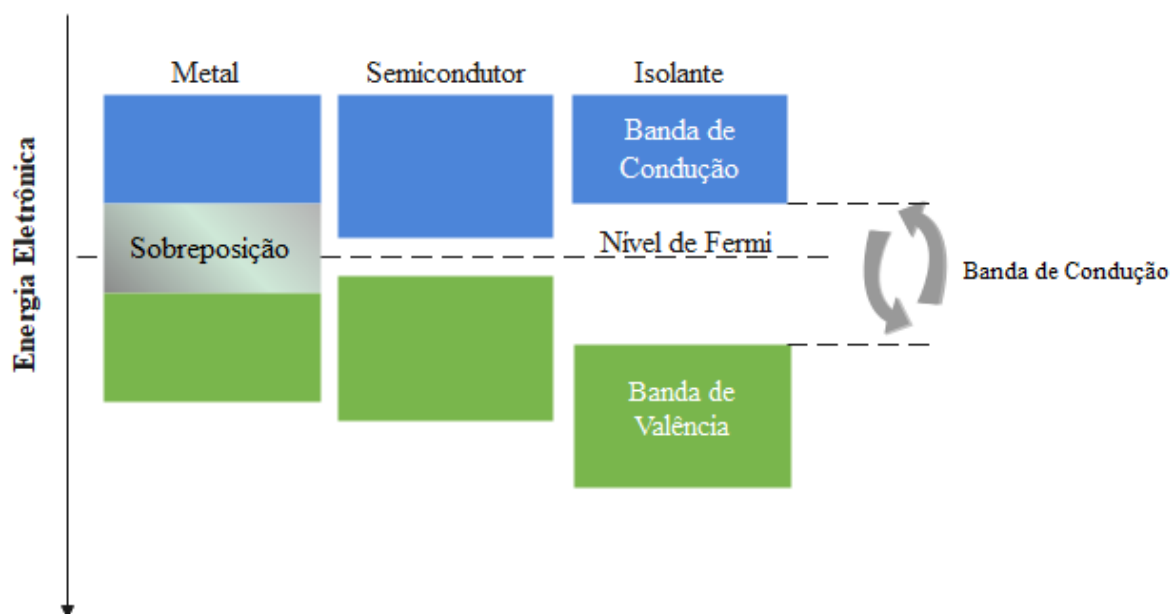 Metal
Semicondutor
Isolante
Banda de
Condução
Energia Eletrônica
Sobreposição
Nível de Fermi
Banda de Condução
Banda de
Valência